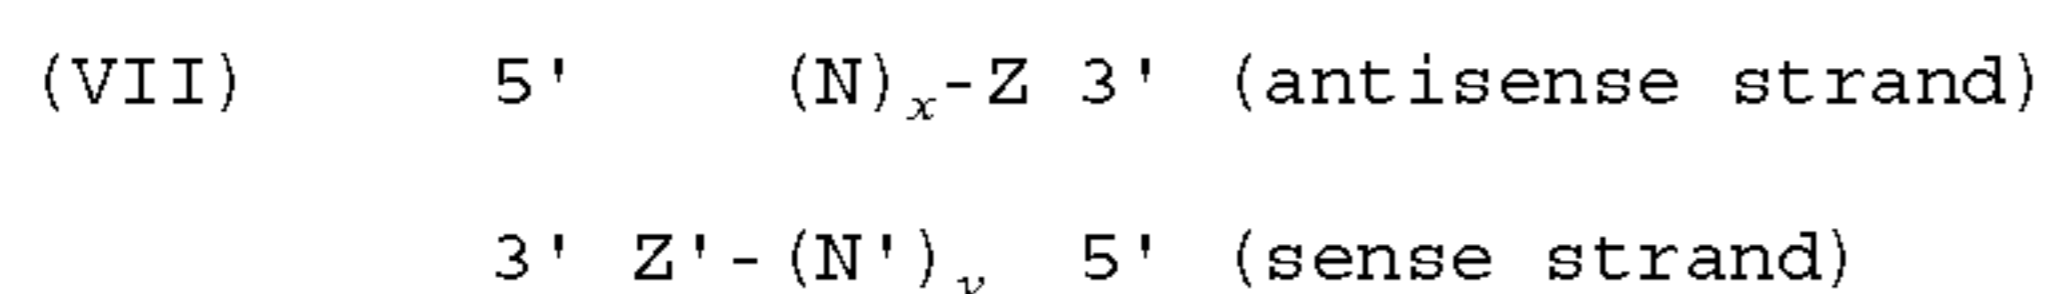 (VII) 5' (N)x-Z 3' (antisense strand)
3' Z'-(N')y 5' (sense strand)